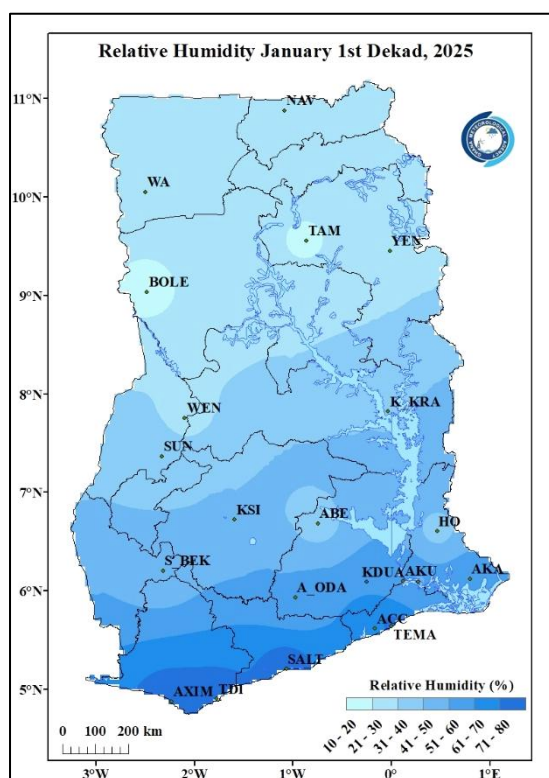 Relative Humidity January 1st Dekad, 2025
11°N
10°N
9°N
8°N
7°N
6°N
5°N
NAV
WA
TAM
YEN
BOLE
K_KRA
WEN
SUN
KSI
ABE
HO
S_BEK
KDUA
AKU
AKA
A_ODA
ACC
TEMA
SALT
AXIM
TDI
Relative Humidity (%)
10 - 20
21 - 30
31 - 40
41 - 50
51 - 60
61 - 70
71 - 80
0 100 200 km
3°W 2°W 1°W 0° 1°E